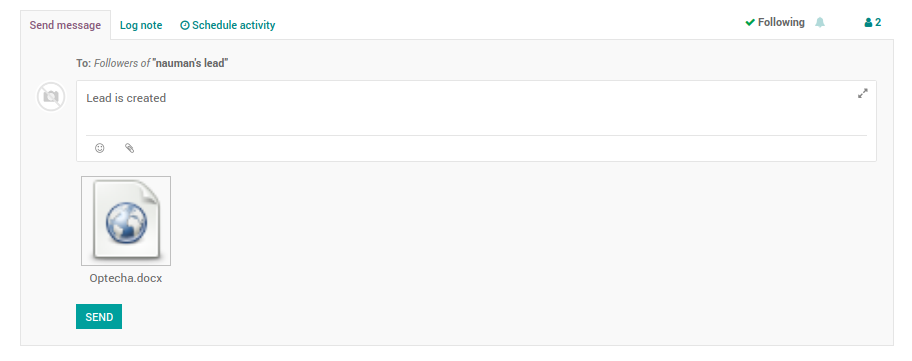 Send message Log note Schedule activity Following 2
To: Followers of "nauman's lead"
Lead is created
Optecha.docx
SEND